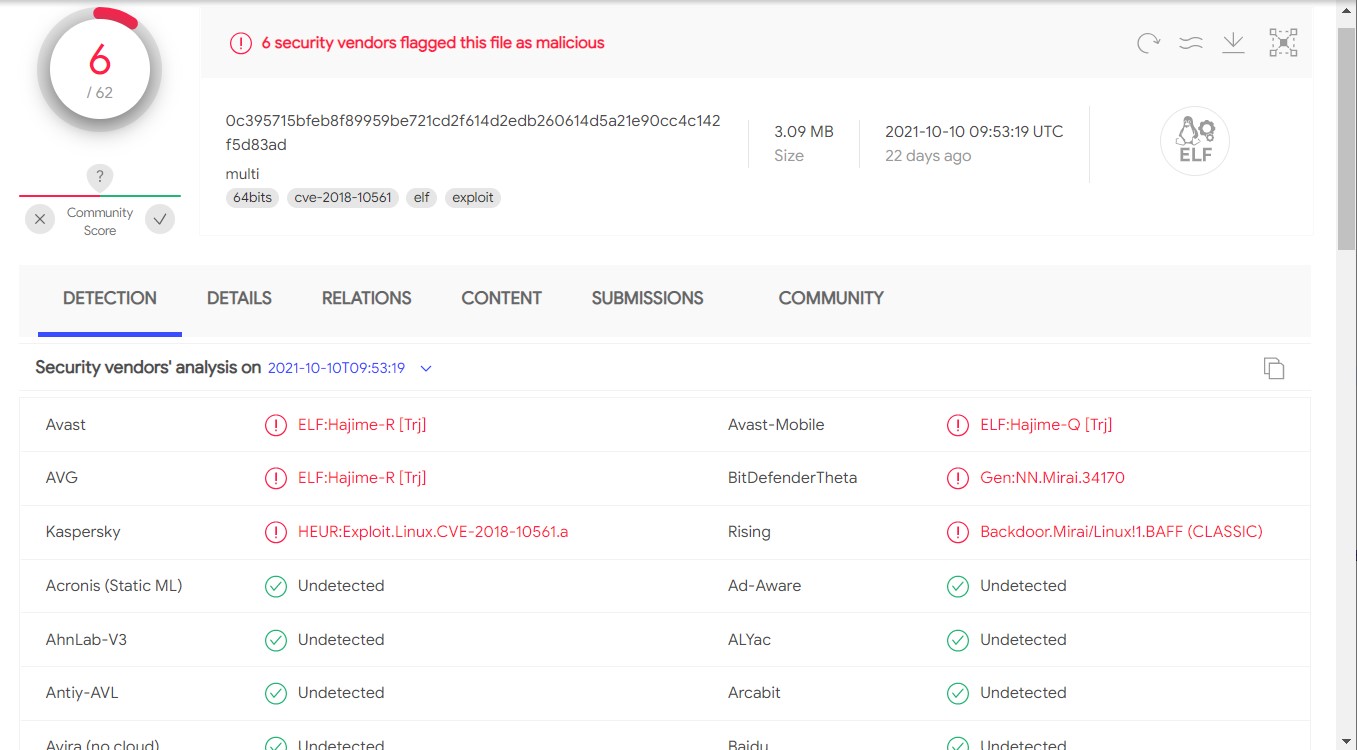 6
/ 62
6 security vendors flagged this file as malicious
0c395715bfeb8f89959be721cd2f614d2edb260614d5a21e90cc4c142
f5d83ad
multi
64bits cve-2018-10561 elf exploit
3.09 MB
Size
2021-10-10 09:53:19 UTC
22 days ago
ELF
?
Community
Score
DETECTION DETAILS RELATIONS CONTENT SUBMISSIONS COMMUNITY
Security vendors' analysis on 2021-10-10T09:53:19
Avast ELF:Hajime-R [Trj] Avast-Mobile ELF:Hajime-Q [Trj]
AVG ELF:Hajime-R [Trj] BitDefenderTheta Gen:NN.Mirai.34170
Kaspersky HEUR:Exploit.Linux.CVE-2018-10561.a Rising Backdoor.Mirai/Linux!1.BAFF (CLASSIC)
Acronis (Static ML) Undetected Ad-Aware Undetected
AhnLab-V3 Undetected ALYac Undetected
Antiy-AVL Undetected Arcabit Undetected
Avira (no cloud) Undetected Baidu Undetected